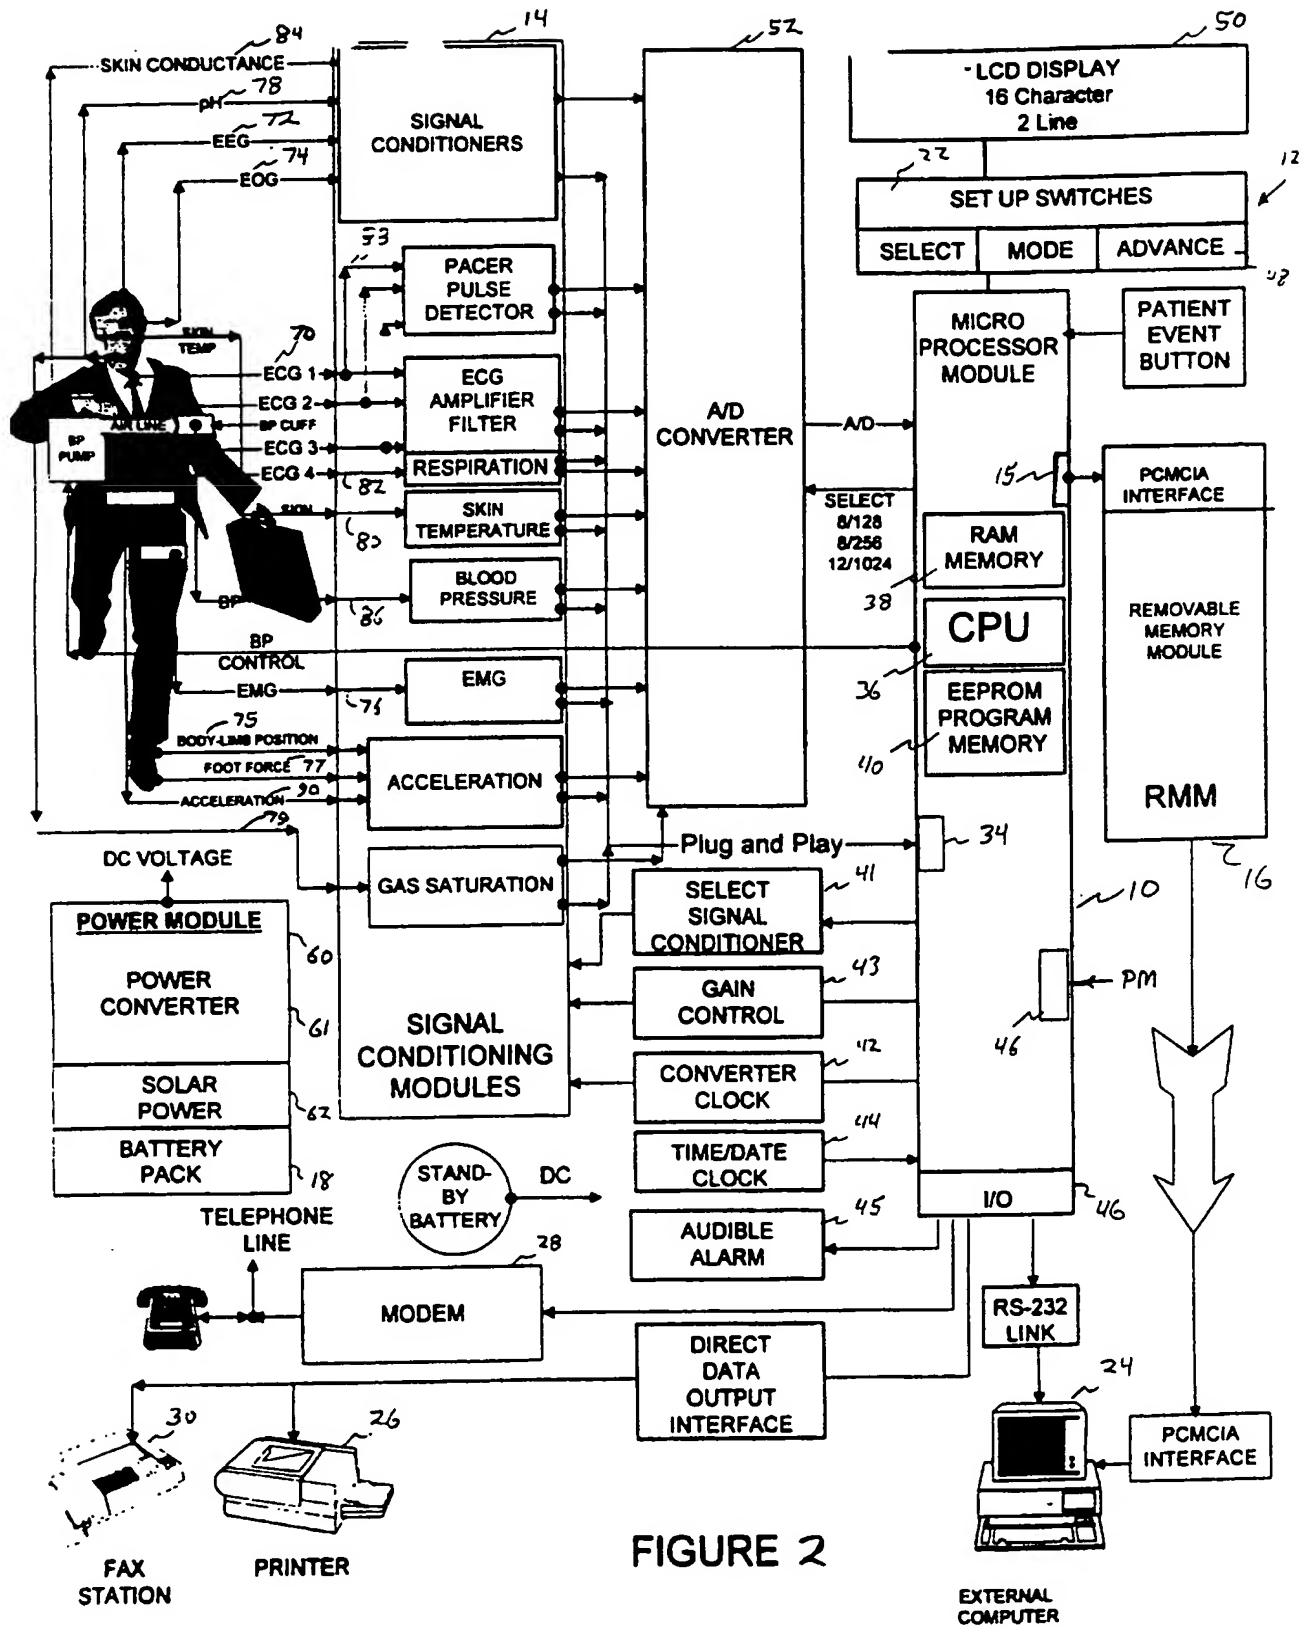 84
14
52
50
SKIN CONDUCTANCE
pH
78
EEG
72
EOG
74
SIGNAL
CONDITIONERS
LCD DISPLAY
16 Character
2 Line
22
12
SET UP SWITCHES
SELECT
MODE
ADVANCE
48
53
PACER
PULSE
DETECTOR
SKIN
TEMP
70
ECG 1
ECG 2
AIR LINE
BP CUFF
BP
PUMP
ECG 3
ECG 4
82
ECG
AMPLIFIER
FILTER
RESPIRATION
SKIN
80
SKIN
TEMPERATURE
BP
86
BLOOD
PRESSURE
BP
CONTROL
EMG
EMG
75
BODY-LIMB POSITION
FOOT FORCE 77
ACCELERATION 90
79
ACCELERATION
GAS SATURATION
SIGNAL
CONDITIONING
MODULES
A/D
CONVERTER
A/D
SELECT
8/128
8/256
12/1024
MICRO
PROCESSOR
MODULE
PATIENT
EVENT
BUTTON
15
PCMCIA
INTERFACE
RAM
MEMORY
38
CPU
36
EEPROM
PROGRAM
MEMORY
40
REMOVABLE
MEMORY
MODULE
RMM
16
Plug and Play
34
10
41
SELECT
SIGNAL
CONDITIONER
43
GAIN
CONTROL
PM
46
42
CONVERTER
CLOCK
44
TIME/DATE
CLOCK
I/O
46
45
AUDIBLE
ALARM
DC VOLTAGE
POWER MODULE
60
POWER
CONVERTER
61
SOLAR
POWER
62
BATTERY
PACK
18
STAND-
BY
BATTERY
DC
TELEPHONE
LINE
28
MODEM
RS-232
LINK
DIRECT
DATA
OUTPUT
INTERFACE
24
30
26
PCMCIA
INTERFACE
FAX
STATION
PRINTER
FIGURE 2
EXTERNAL
COMPUTER